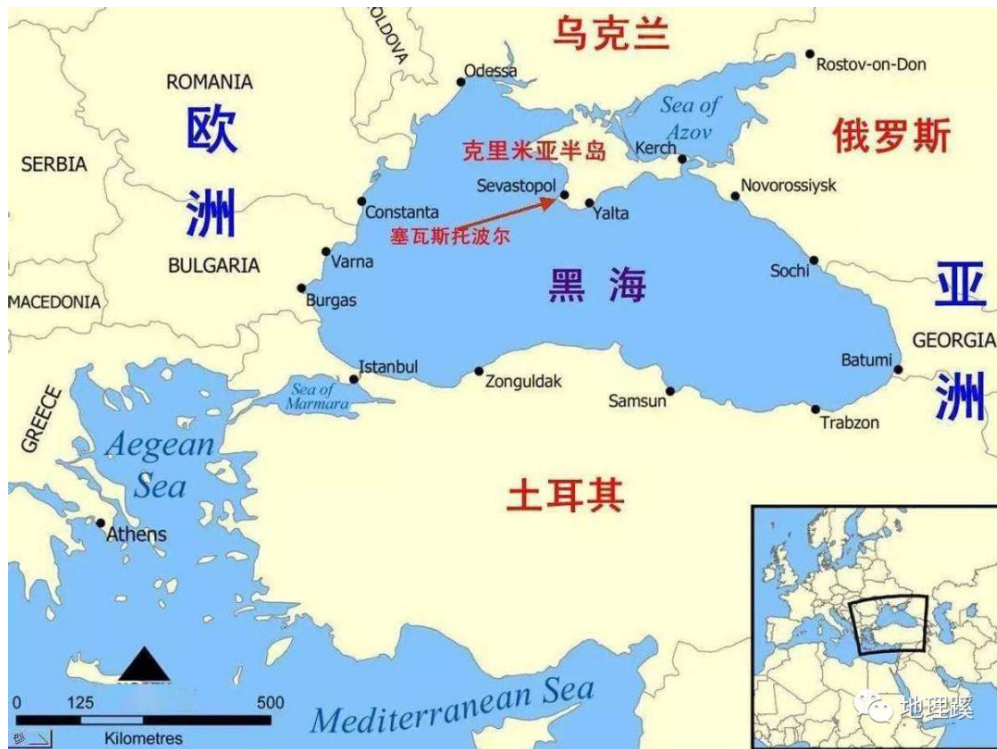 MOLDOVA
乌克兰
Odessa
Rostov-on-Don
ROMANIA
Sea of
Azov
欧
洲
俄罗斯
克里米亚半岛
Kerch
SERBIA
Sevastopol
Novorossiysk
Yalta
Constanta
塞瓦斯托波尔
BULGARIA
Varna
Sochi
黑 海
亚
洲
MACEDONIA
Burgas
GEORGIA
Batumi
Istanbul
Zonguldak
Sea of
Marmara
Samsun
Trabzon
GREECE
Aegean
Sea
土耳其
Athens
Mediterranean Sea
0 125 500
Kilometres
地理蹊